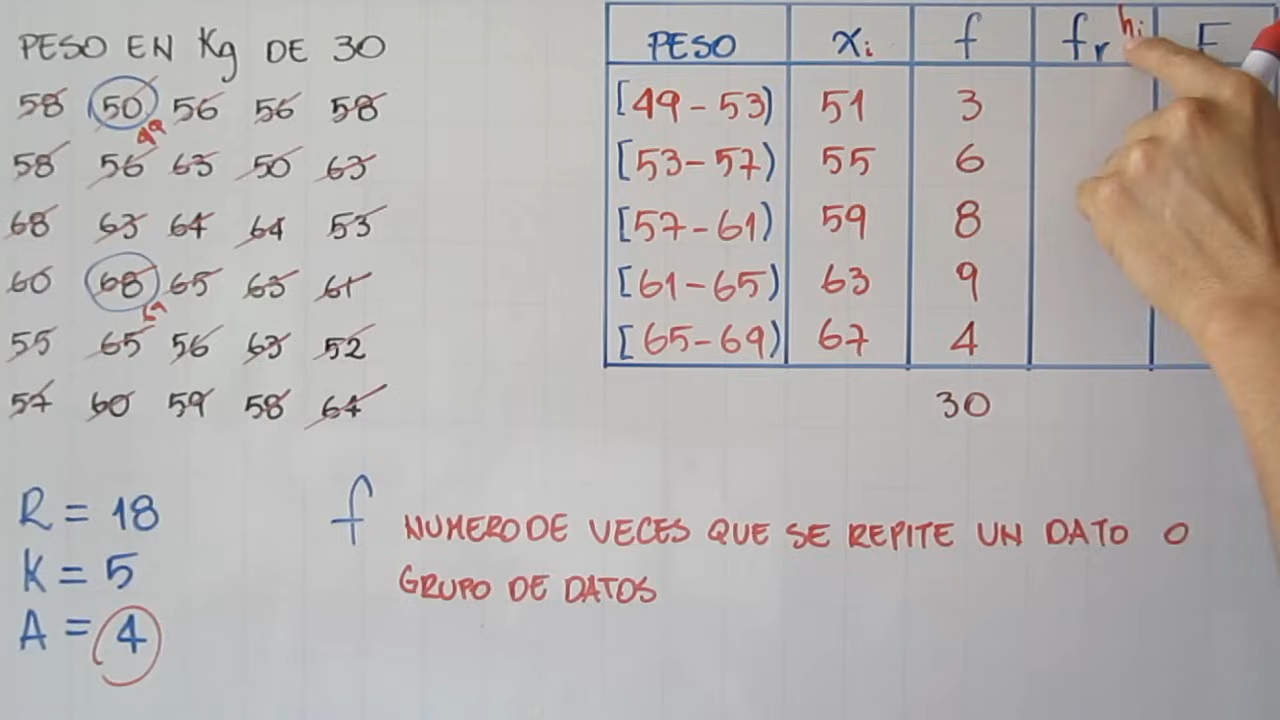 PESO EN Kg DE 30
58 50 56 56 58
49
58 56 63 50 63
68 63 64 64 53
60 68 65 63 61
69
55 65 56 63 52
57 60 59 58 64
R = 18
K = 5
A = 4
PESO xi f fr hi F
[49-53) 51 3
[53-57) 55 6
[57-61) 59 8
[61-65) 63 9
[65-69) 67 4
30
f NUMERO DE VECES QUE SE REPITE UN DATO O
GRUPO DE DATOS